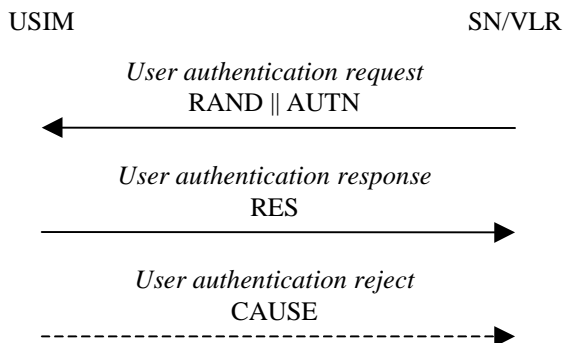 USIM SN/VLR
User authentication request
RAND || AUTN
User authentication response
RES
User authentication reject
CAUSE